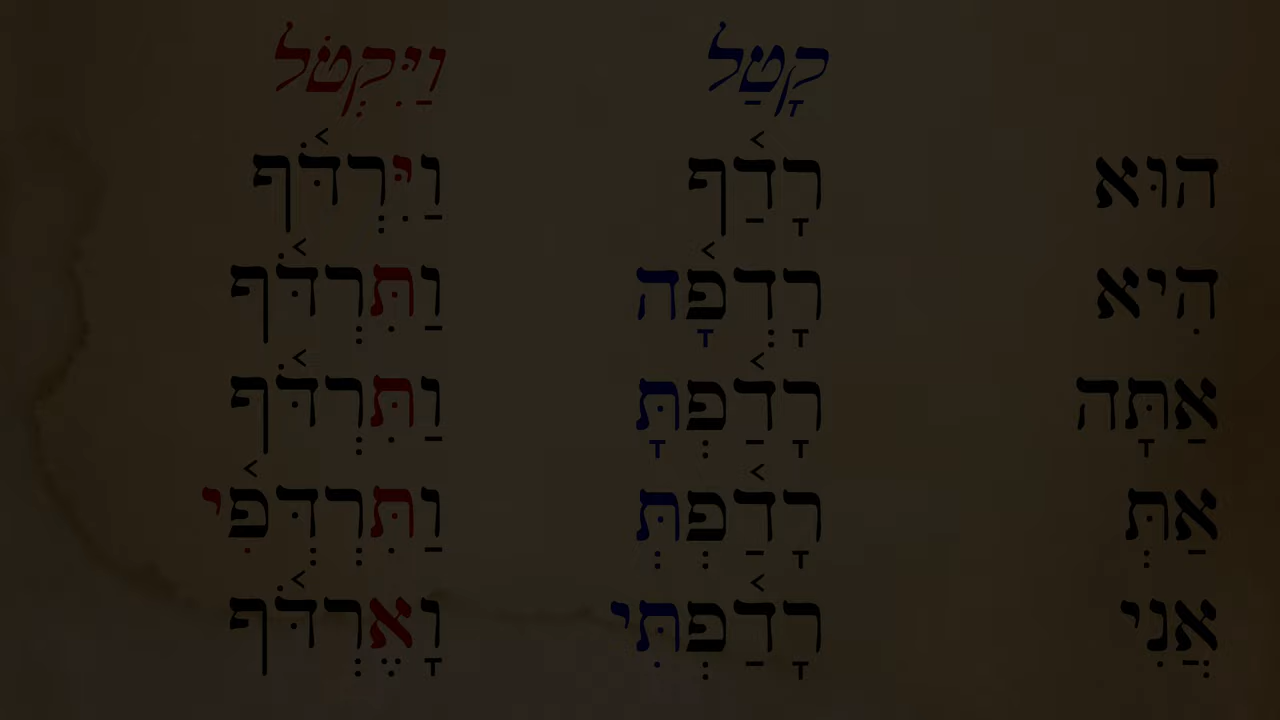 קָטַל וַיִּקְטֹל
הוּא רָדַ֫ף וַיִּרְדֹּ֫ף
הִיא רָדְפָ֫ה וַתִּרְדֹּ֫ף
אַתָּה רָדַ֫פְתָּ וַתִּרְדֹּ֫ף
אַתְּ רָדַ֫פְתְּ וַתִּרְדְּפִ֫י
אֲנִי רָדַ֫פְתִּי וָאֶרְדֹּ֫ף